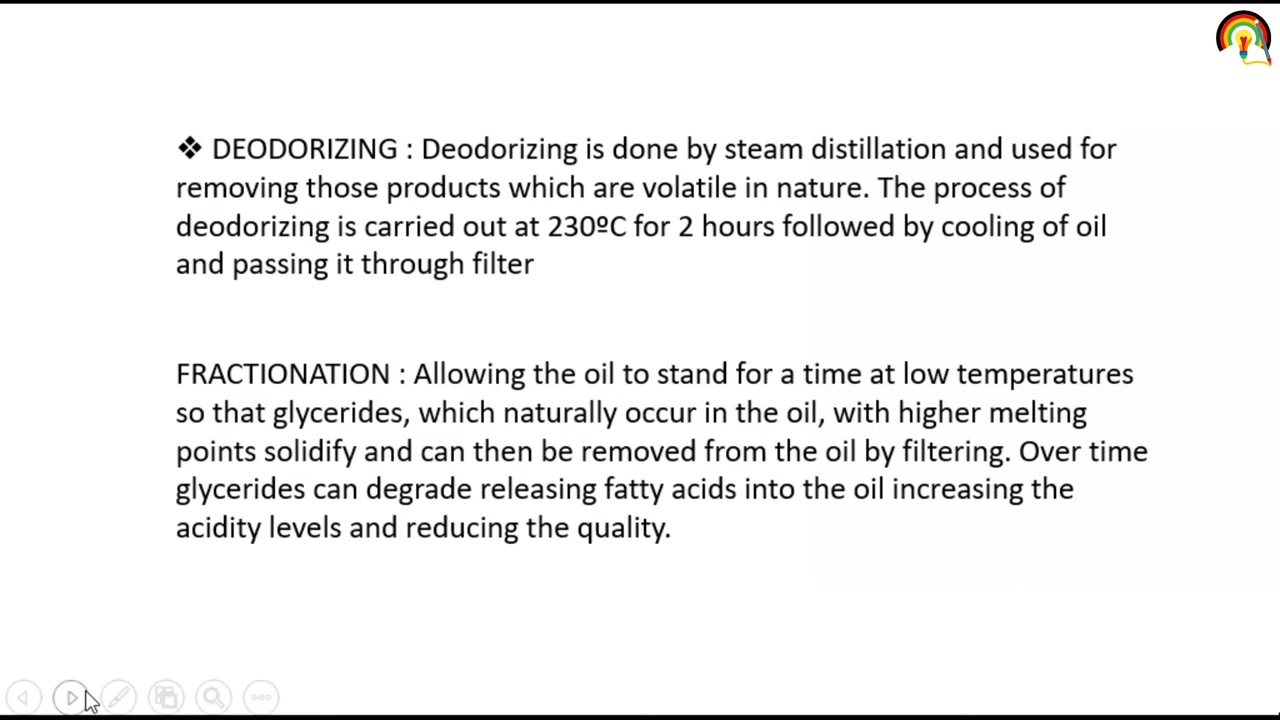 ❖ DEODORIZING : Deodorizing is done by steam distillation and used for
removing those products which are volatile in nature. The process of
deodorizing is carried out at 230ºC for 2 hours followed by cooling of oil
and passing it through filter
FRACTIONATION : Allowing the oil to stand for a time at low temperatures
so that glycerides, which naturally occur in the oil, with higher melting
points solidify and can then be removed from the oil by filtering. Over time
glycerides can degrade releasing fatty acids into the oil increasing the
acidity levels and reducing the quality.